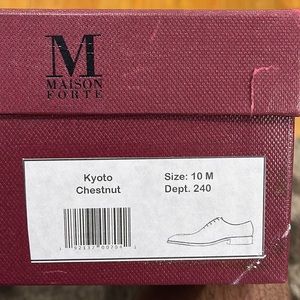 M
MAISON
FORTE
Kyoto
Chestnut
Size: 10 M
Dept. 240